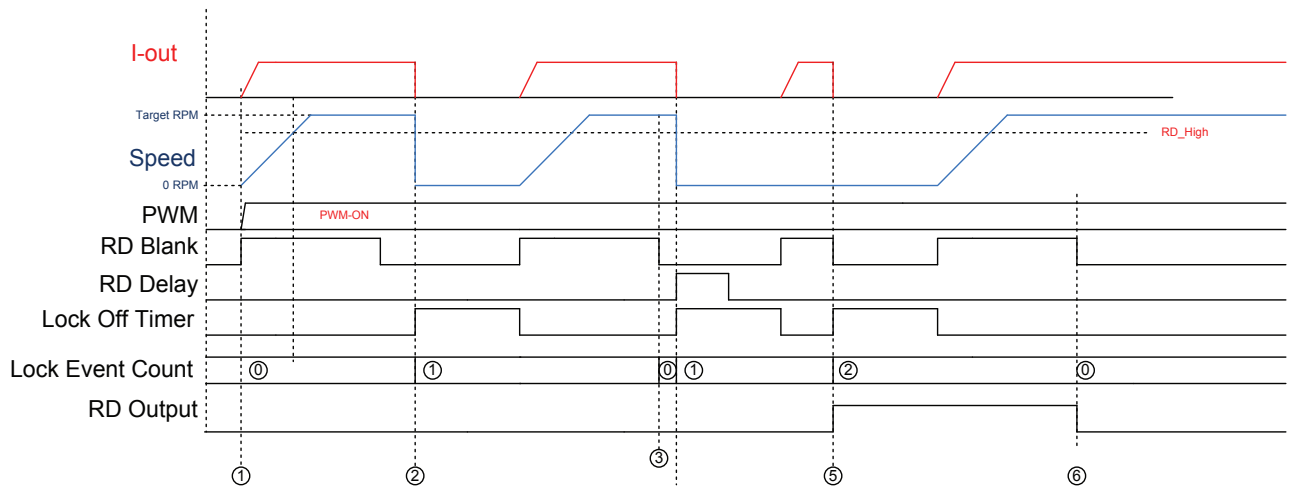 I-out
Target RPM
RD_High
Speed
0 RPM
PWM
PWM-ON
RD Blank
RD Delay
Lock Off Timer
Lock Event Count
⓪ ① ⓪ ① ② ⓪
RD Output
③
① ② ⑤ ⑥